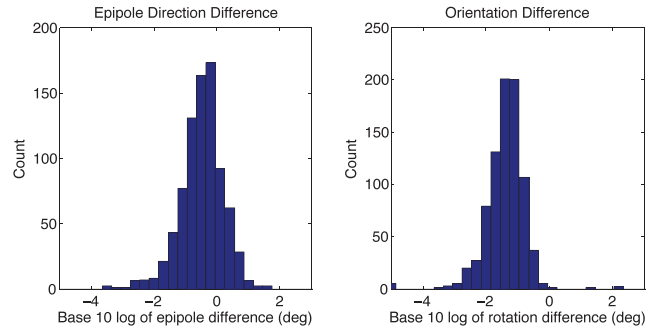 Epipole Direction Difference
200
150
100
50
0
Count
−4 −2 0 2
Base 10 log of epipole difference (deg)
Orientation Difference
250
200
150
100
50
0
Count
−4 −2 0 2
Base 10 log of rotation difference (deg)